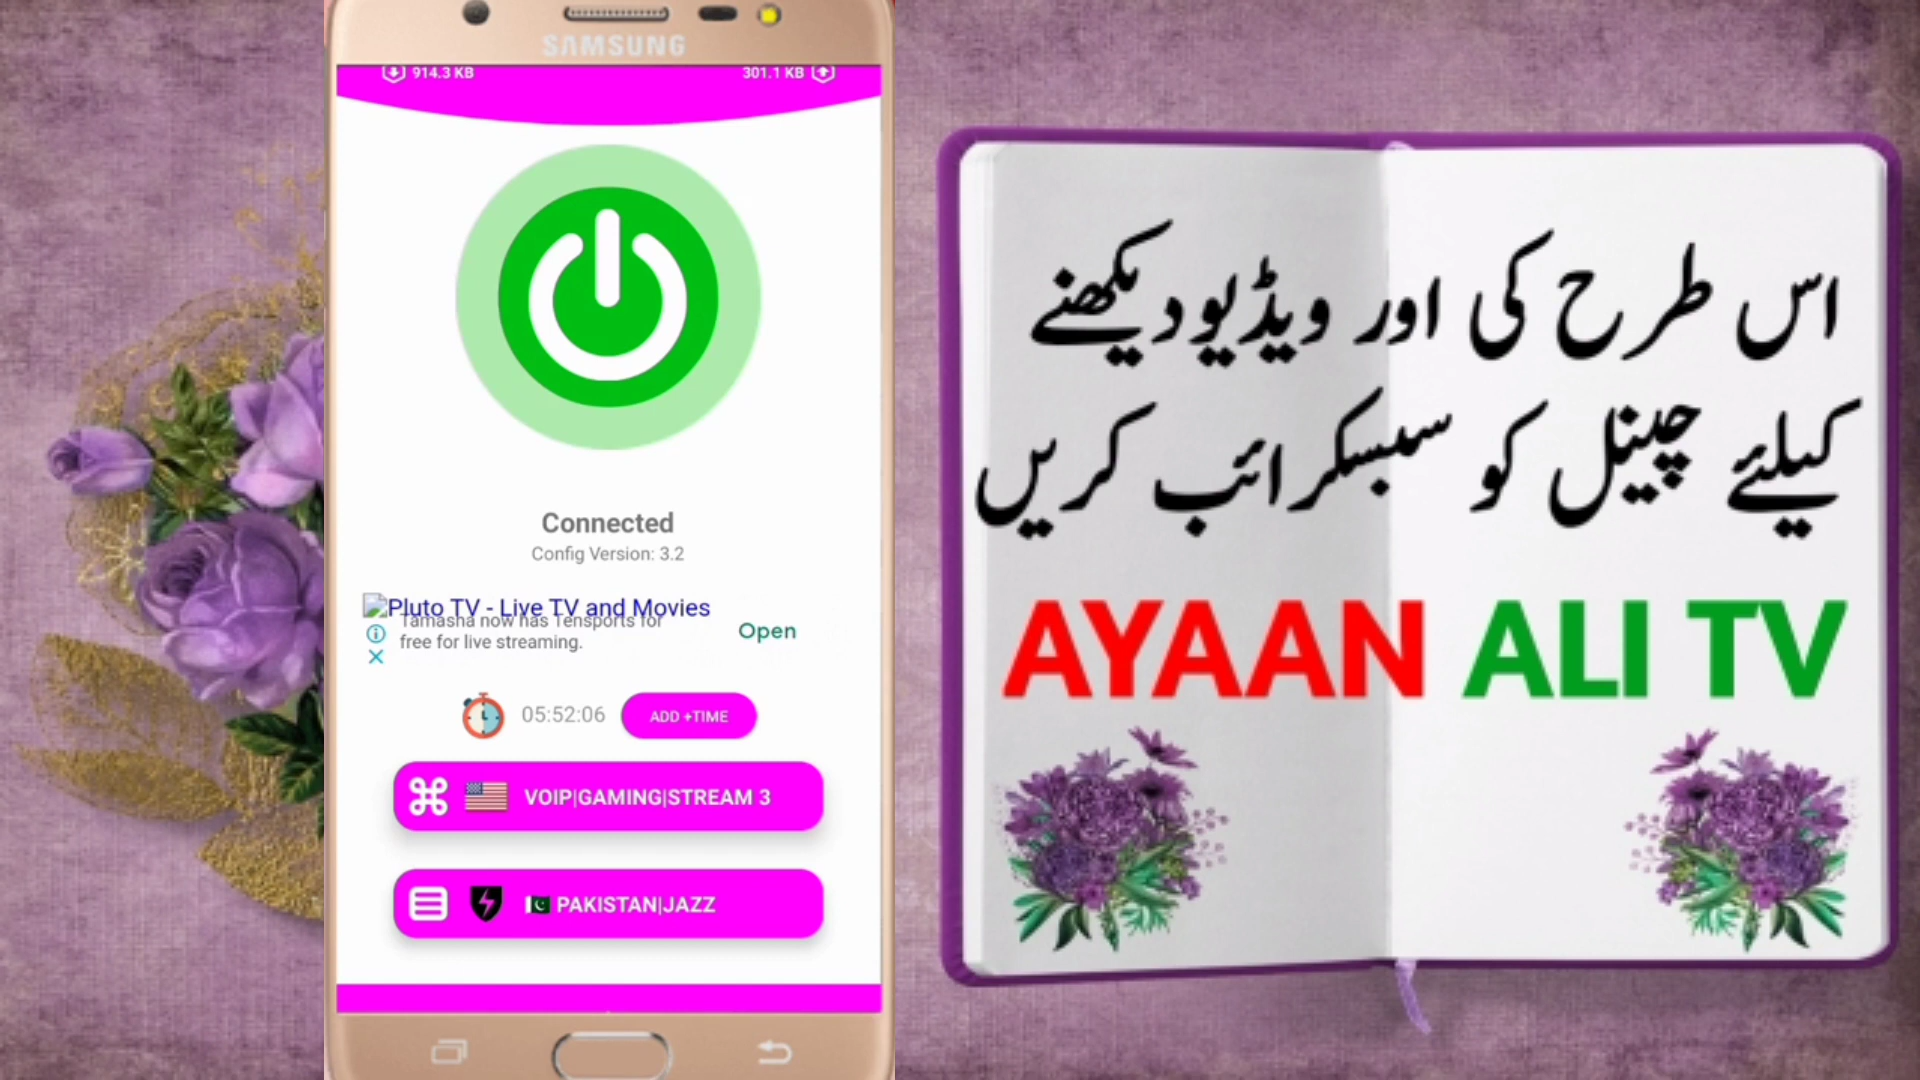 SAMSUNG
914.3 KB
301.1 KB
Connected
Config Version: 3.2
Pluto TV - Live TV and Movies
Tamasha now has Tensports for
free for live streaming.
Open
05:52:06
ADD +TIME
VOIP|GAMING|STREAM 3
PAKISTAN|JAZZ
اس طرح کی اور ویڈیو دیکھنے
کیلئے چینل کو سبسکرائب کریں
AYAAN ALI TV